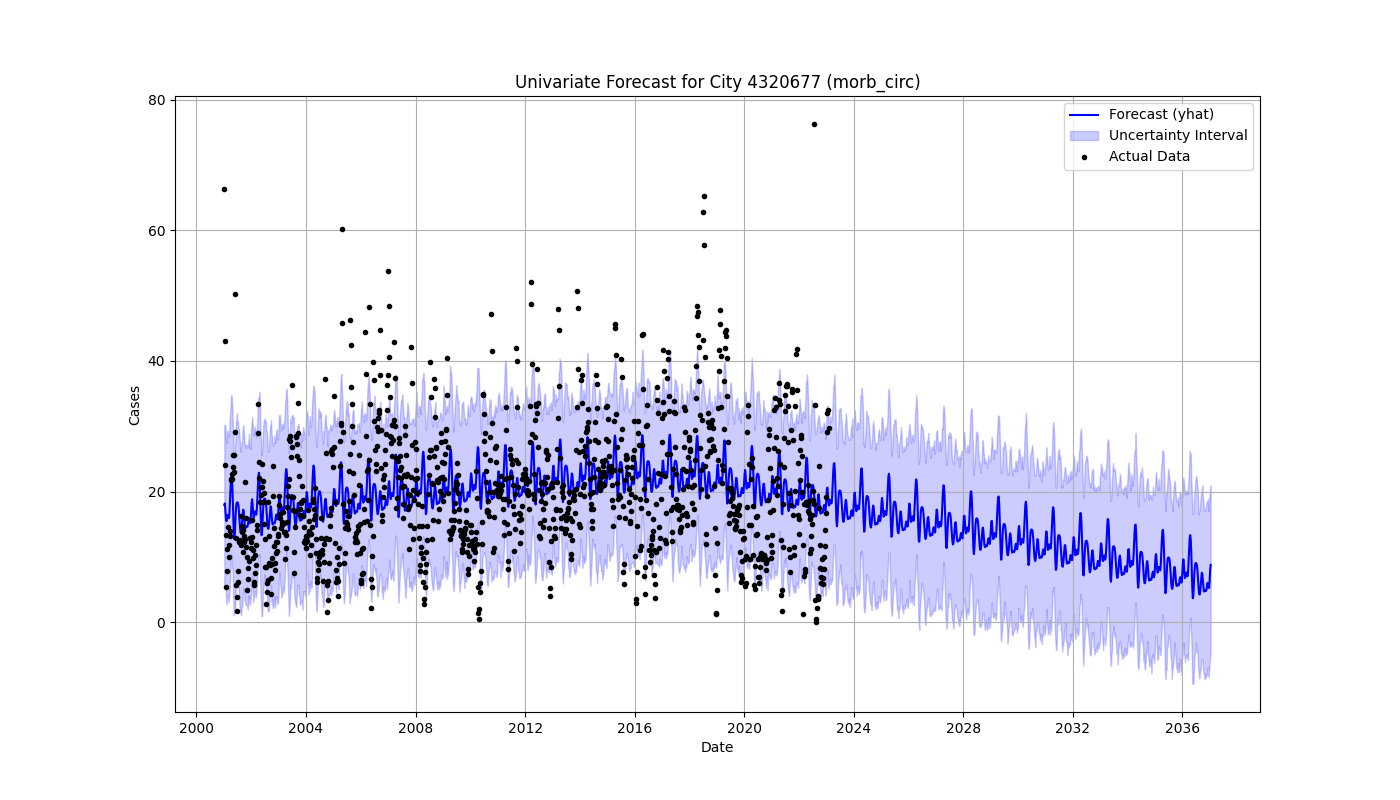 Univariate Forecast for City 4320677 (morb_circ)
Forecast (yhat)
Uncertainty Interval
Actual Data
80
60
40
20
0
Cases
2000 2004 2008 2012 2016 2020 2024 2028 2032 2036
Date